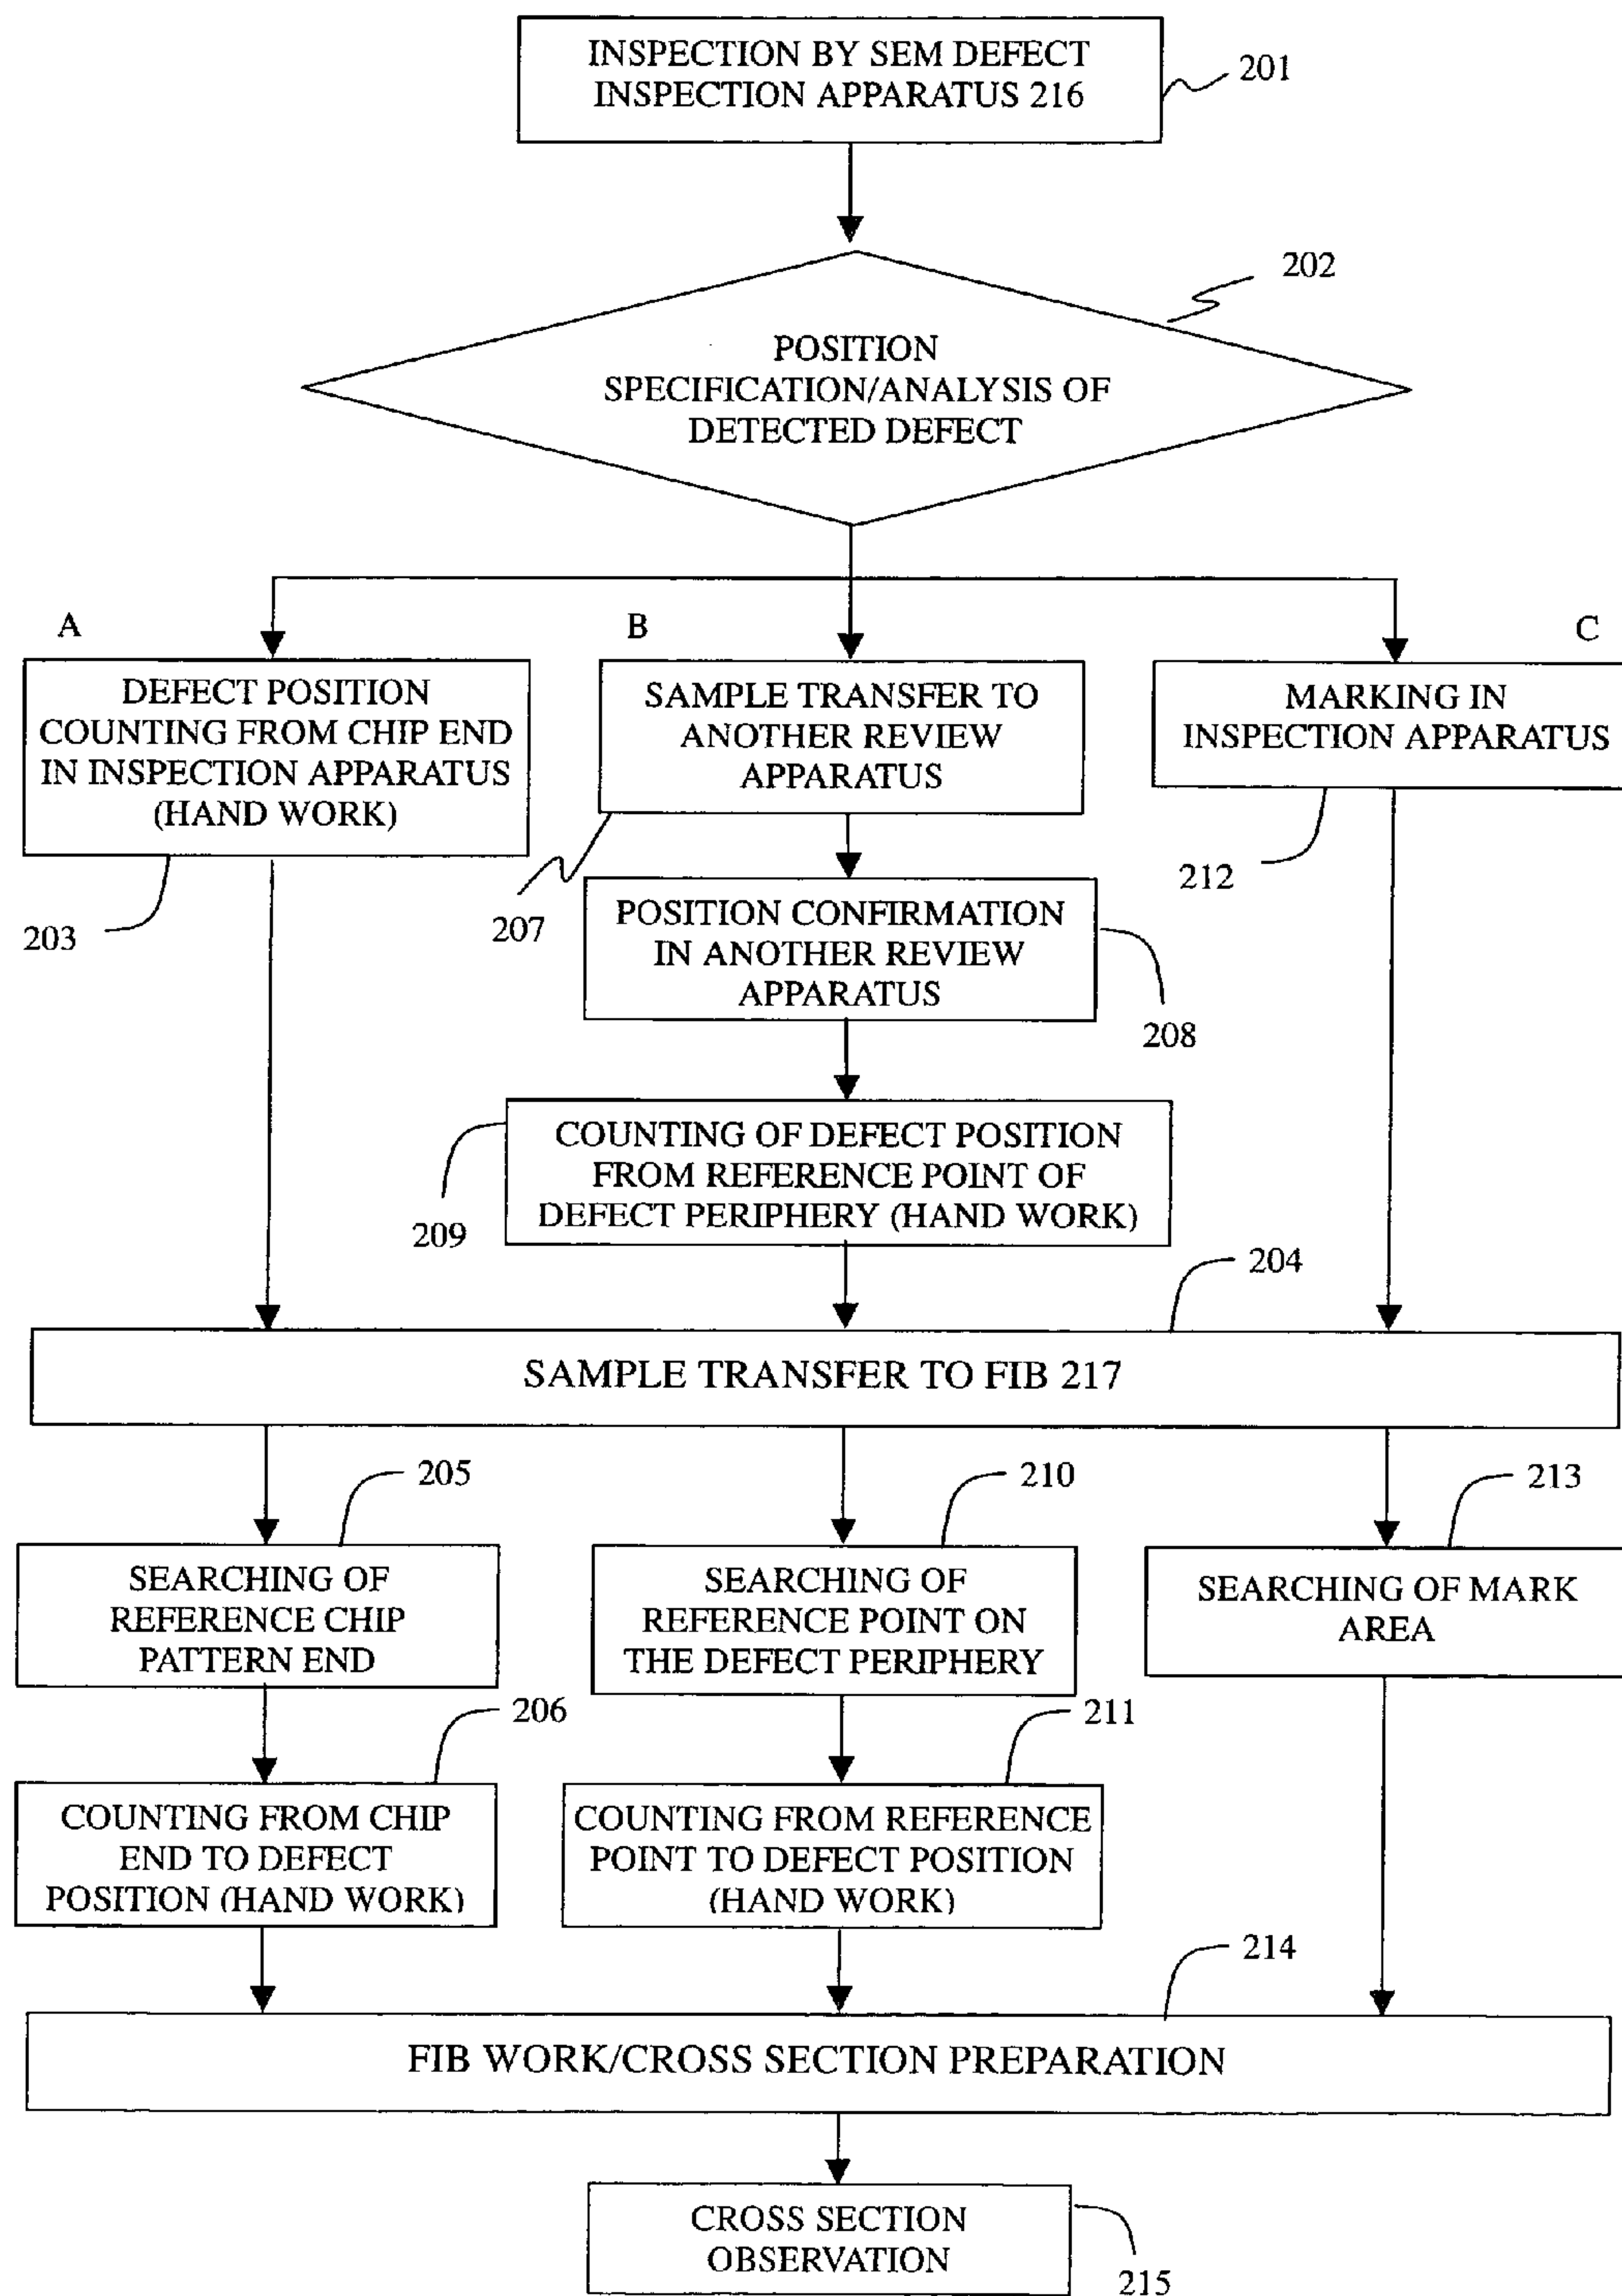 INSPECTION BY SEM DEFECT
INSPECTION APPARATUS 216
201
202
POSITION
SPECIFICATION/ANALYSIS OF
DETECTED DEFECT
A
B
C
DEFECT POSITION
COUNTING FROM CHIP END
IN INSPECTION APPARATUS
(HAND WORK)
203
SAMPLE TRANSFER TO
ANOTHER REVIEW
APPARATUS
207
MARKING IN
INSPECTION APPARATUS
212
POSITION CONFIRMATION
IN ANOTHER REVIEW
APPARATUS
208
COUNTING OF DEFECT POSITION
FROM REFERENCE POINT OF
DEFECT PERIPHERY (HAND WORK)
209
204
SAMPLE TRANSFER TO FIB 217
205
210
213
SEARCHING OF
REFERENCE CHIP
PATTERN END
SEARCHING OF
REFERENCE POINT ON
THE DEFECT PERIPHERY
SEARCHING OF MARK
AREA
206
211
COUNTING FROM CHIP
END TO DEFECT
POSITION (HAND WORK)
COUNTING FROM REFERENCE
POINT TO DEFECT POSITION
(HAND WORK)
214
FIB WORK/CROSS SECTION PREPARATION
CROSS SECTION
OBSERVATION
215